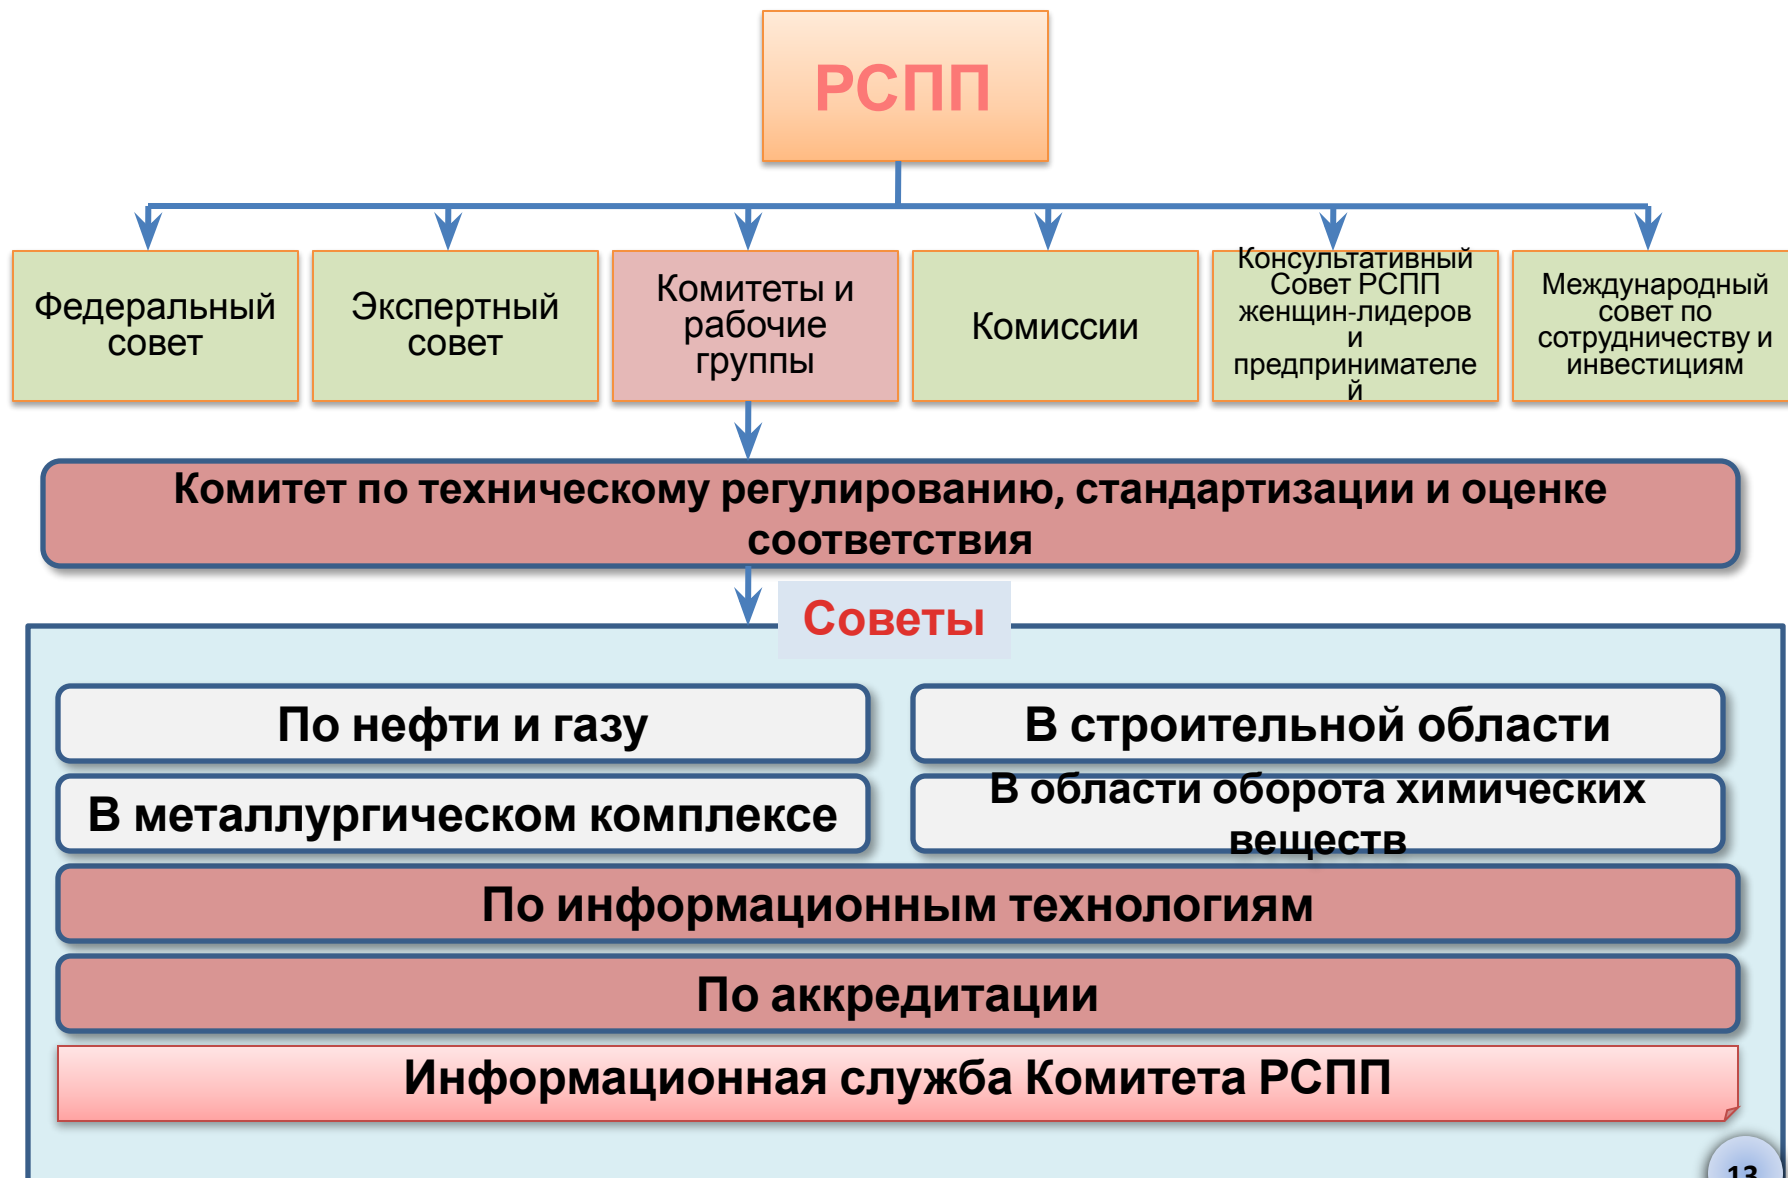 РСПП
Федеральный
совет
Экспертный
совет
Комитеты и
рабочие
группы
Комиссии
Консультативный
Совет РСПП
женщин-лидеров
и
предпринимателе
й
Международный
совет по
сотрудничеству и
инвестициям
Комитет по техническому регулированию, стандартизации и оценке
соответствия
Советы
По нефти и газу
В строительной области
В металлургическом комплексе
В области оборота химических
веществ
По информационным технологиям
По аккредитации
Информационная служба Комитета РСПП
13